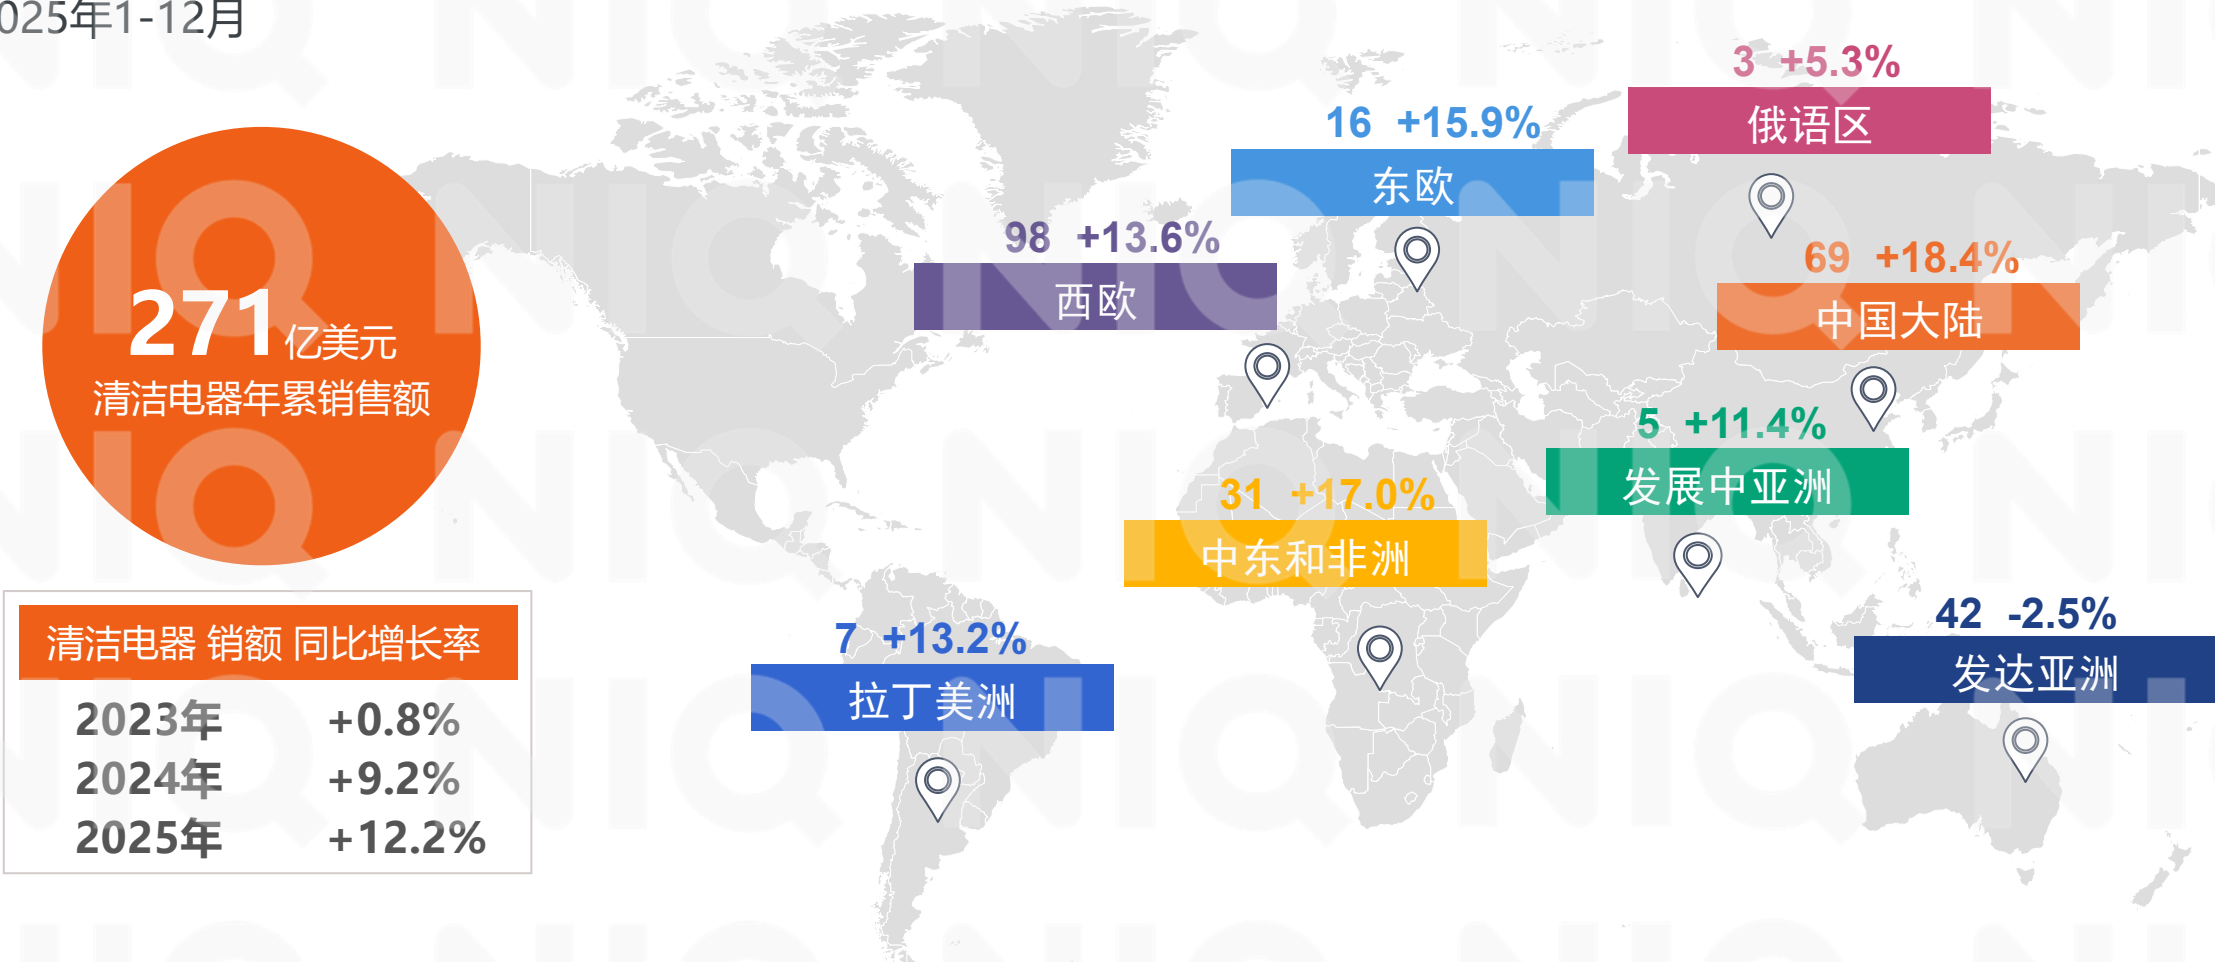 025年1-12月
3 +5.3%
俄语区
16 +15.9%
东欧
98 +13.6%
西欧
69 +18.4%
中国大陆
271亿美元
清洁电器年累销售额
5 +11.4%
发展中亚洲
31 +17.0%
中东和非洲
42 -2.5%
发达亚洲
7 +13.2%
拉丁美洲
清洁电器 销额 同比增长率
2023年 +0.8%
2024年 +9.2%
2025年 +12.2%
NIQ